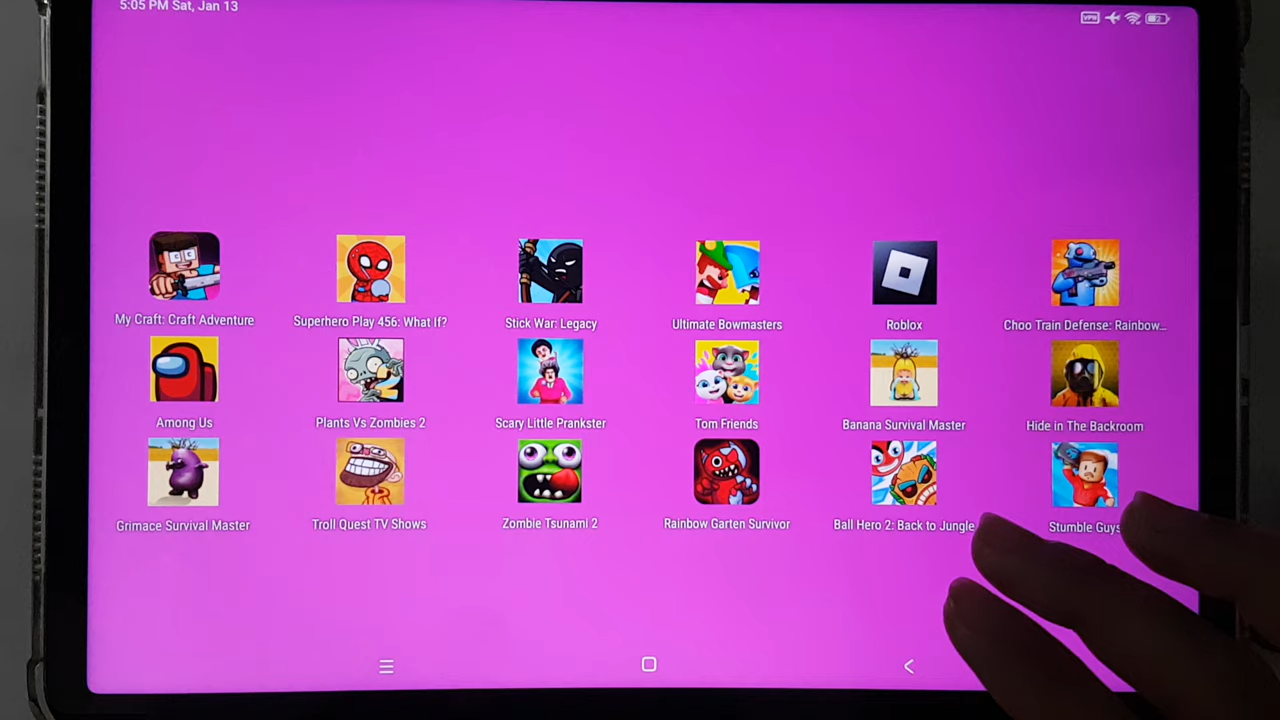 5:05 PM Sat, Jan 13
VPN
My Craft: Craft Adventure
Superhero Play 456: What If?
Stick War: Legacy
Ultimate Bowmasters
Roblox
Choo Train Defense: Rainbow...
Among Us
Plants Vs Zombies 2
Scary Little Prankster
Tom Friends
Banana Survival Master
Hide in The Backroom
Grimace Survival Master
Troll Quest TV Shows
Zombie Tsunami 2
Rainbow Garten Survivor
Ball Hero 2: Back to Jungle
Stumble Guys